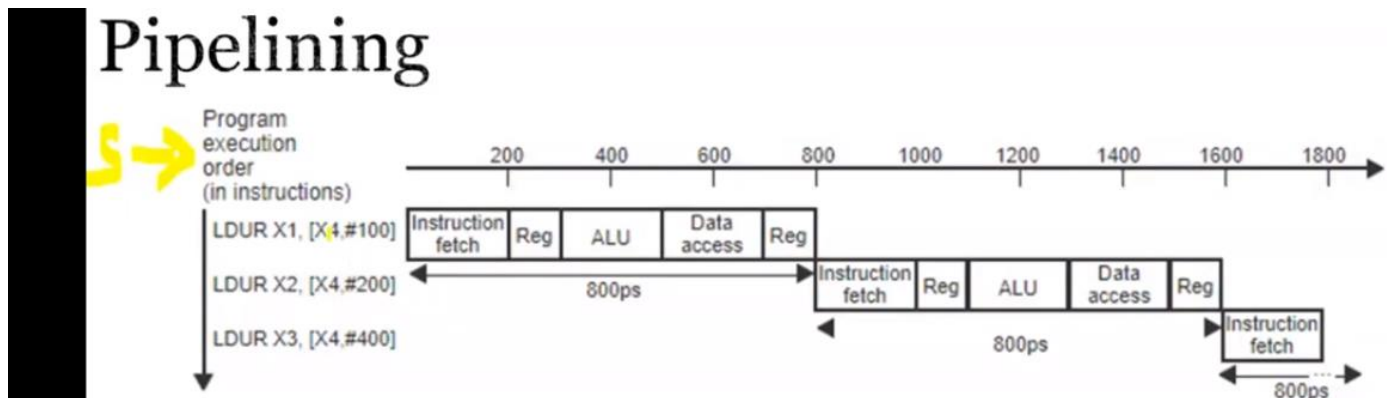 Pipelining
S
Program
execution
order
(in instructions)
200 400 600 800 1000 1200 1400 1600 1800
LDUR X1, [X4,#100]
Instruction
fetch
Reg
ALU
Data
access
Reg
800ps
LDUR X2, [X4,#200]
Instruction
fetch
Reg
ALU
Data
access
Reg
800ps
LDUR X3, [X4,#400]
Instruction
fetch
...
800ps